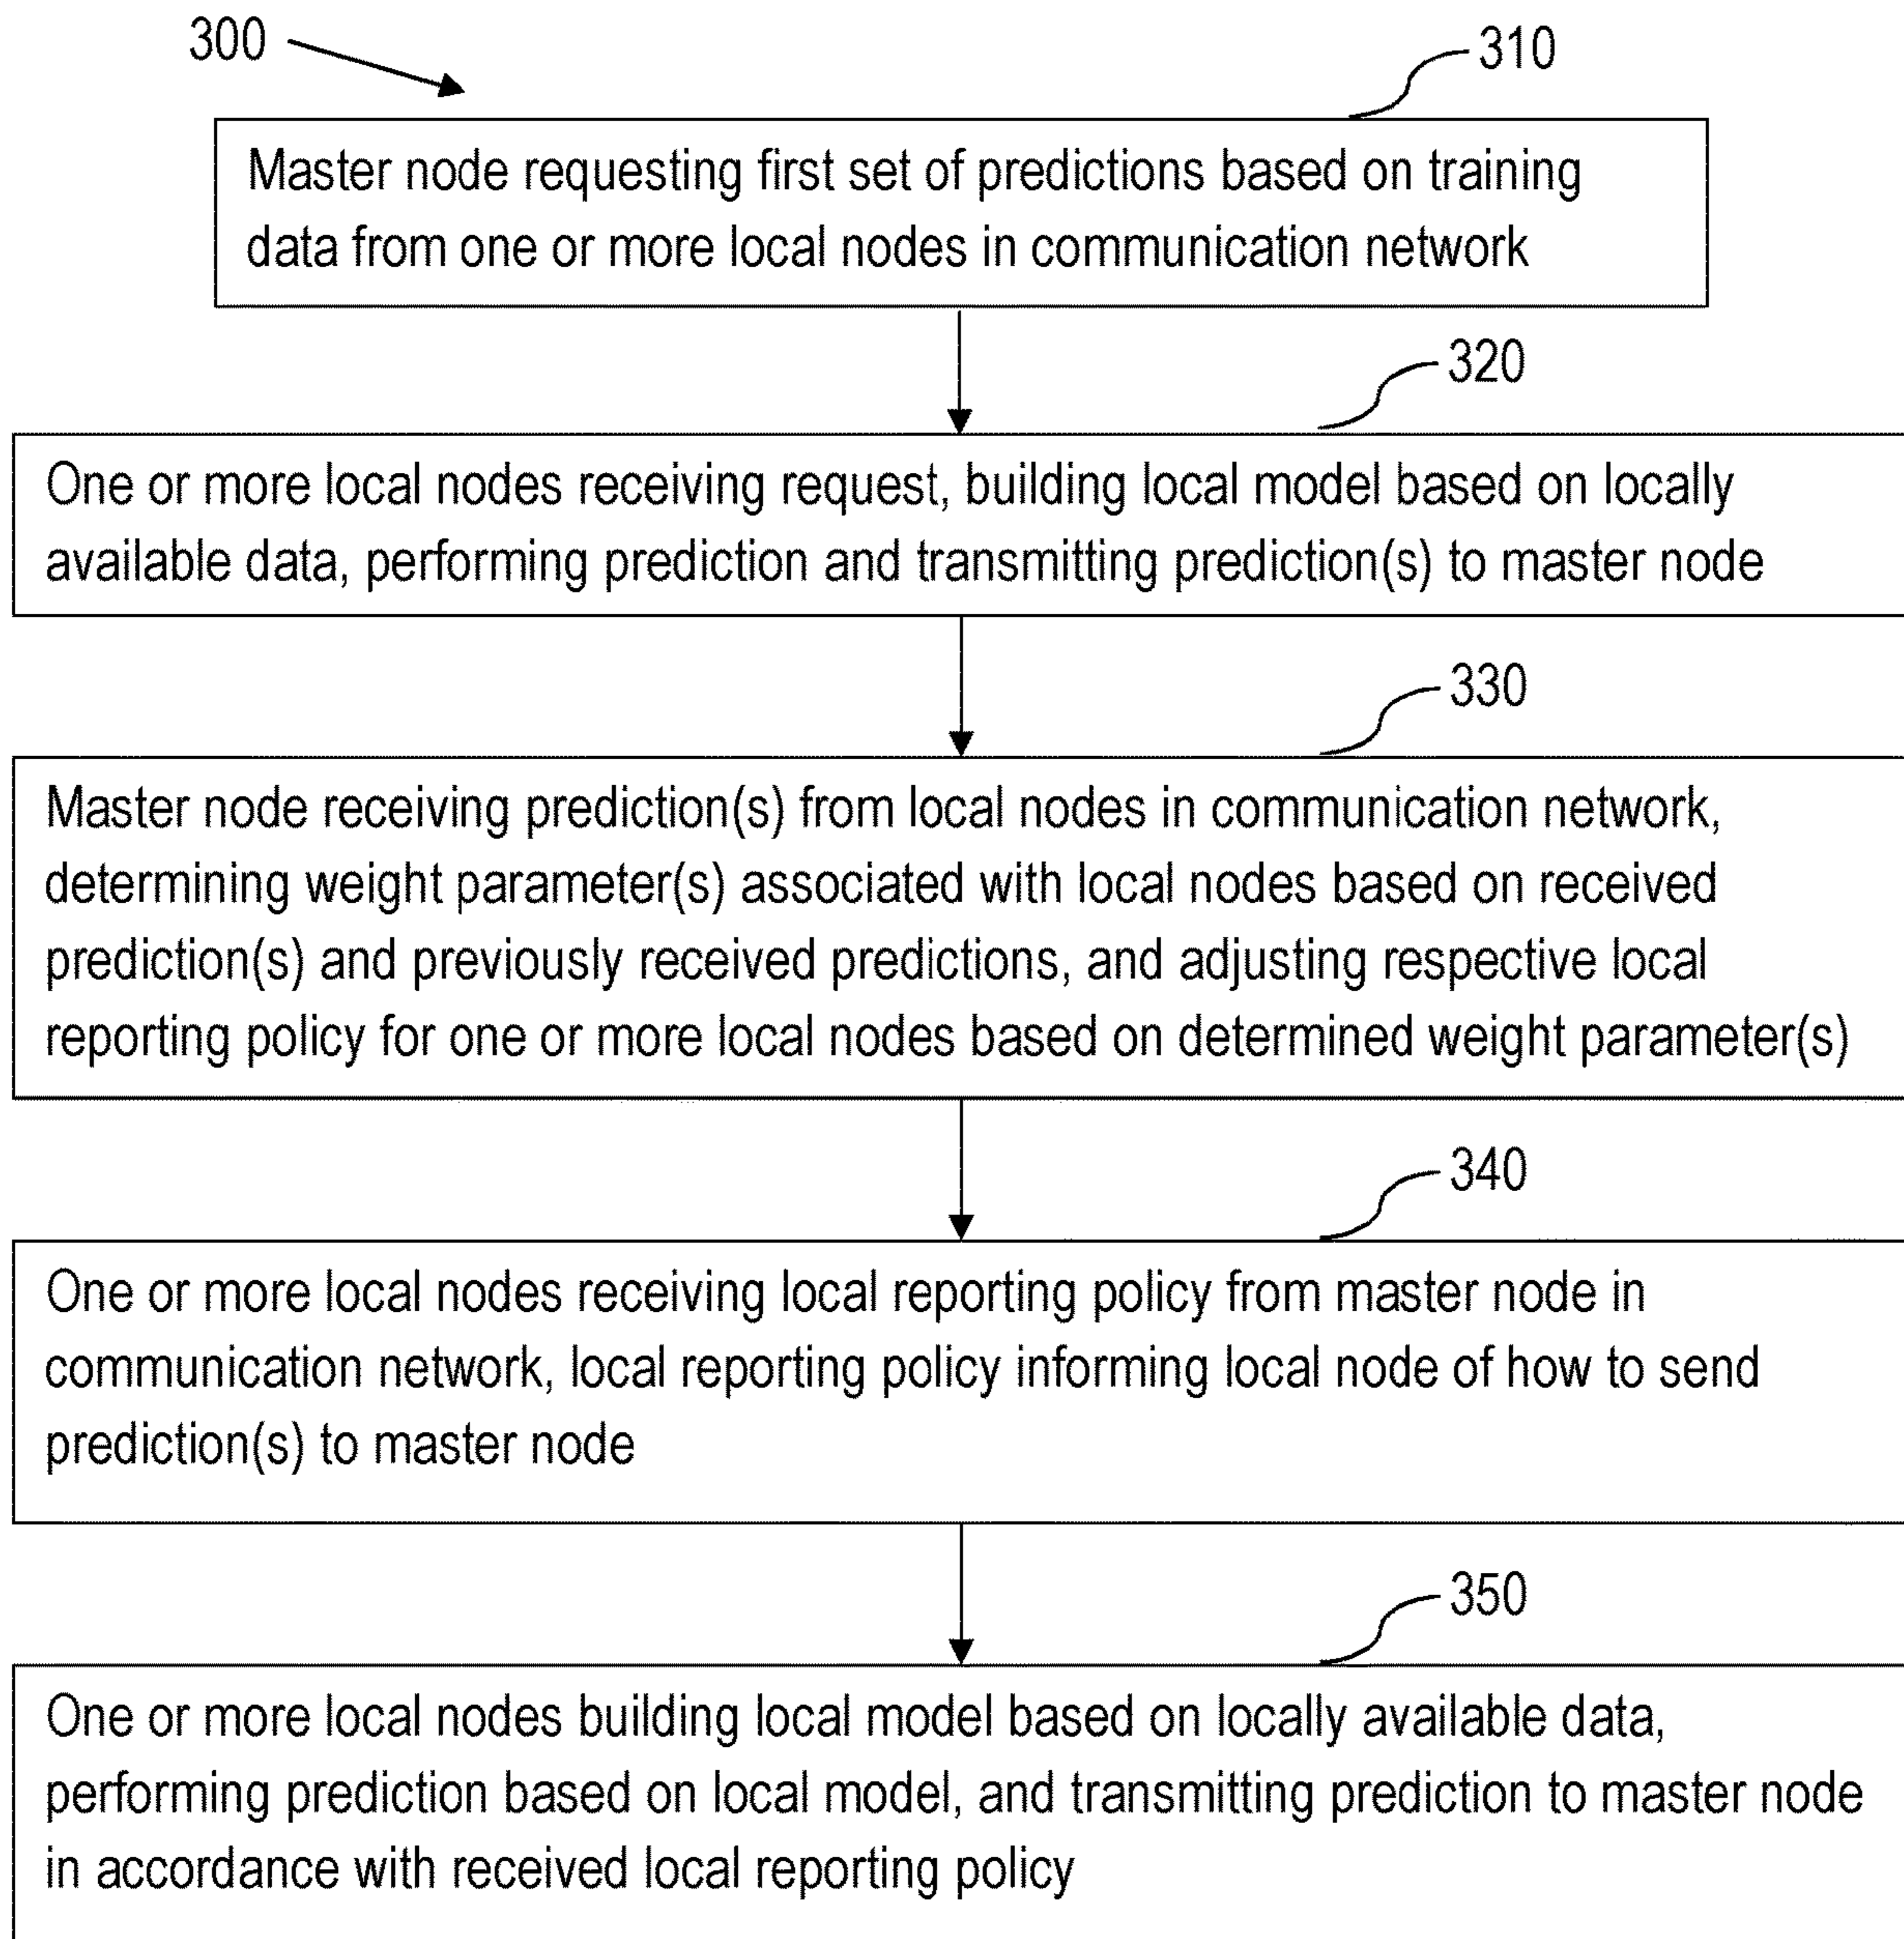 300
310
Master node requesting first set of predictions based on training
data from one or more local nodes in communication network
320
One or more local nodes receiving request, building local model based on locally
available data, performing prediction and transmitting prediction(s) to master node
330
Master node receiving prediction(s) from local nodes in communication network,
determining weight parameter(s) associated with local nodes based on received
prediction(s) and previously received predictions, and adjusting respective local
reporting policy for one or more local nodes based on determined weight parameter(s)
340
One or more local nodes receiving local reporting policy from master node in
communication network, local reporting policy informing local node of how to send
prediction(s) to master node
350
One or more local nodes building local model based on locally available data,
performing prediction based on local model, and transmitting prediction to master node
in accordance with received local reporting policy